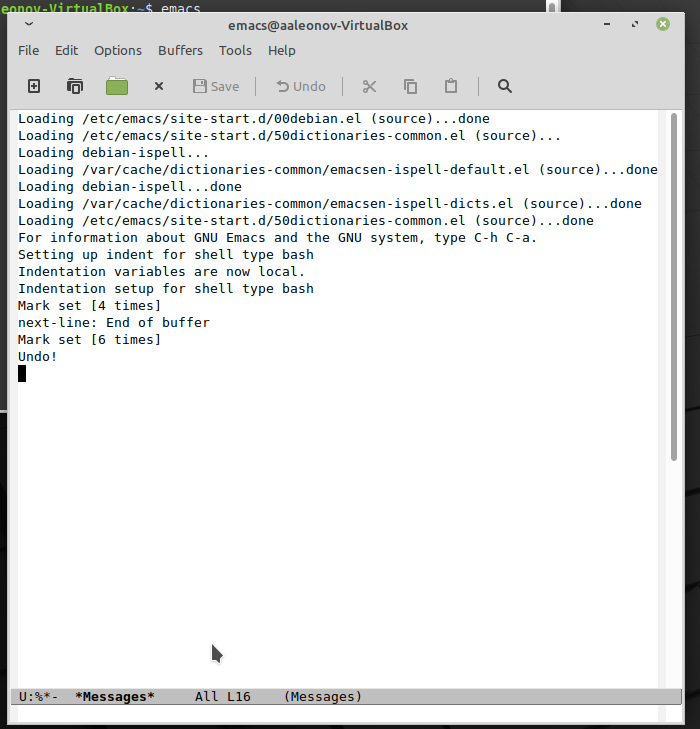 eonov-VirtualBox:~$ emacs
emacs@aaleonov-VirtualBox
File Edit Options Buffers Tools Help
Save Undo
Loading /etc/emacs/site-start.d/00debian.el (source)...done
Loading /etc/emacs/site-start.d/50dictionaries-common.el (source)...
Loading debian-ispell...
Loading /var/cache/dictionaries-common/emacsen-ispell-default.el (source)...done
Loading debian-ispell...done
Loading /var/cache/dictionaries-common/emacsen-ispell-dicts.el (source)...done
Loading /etc/emacs/site-start.d/50dictionaries-common.el (source)...done
For information about GNU Emacs and the GNU system, type C-h C-a.
Setting up indent for shell type bash
Indentation variables are now local.
Indentation setup for shell type bash
Mark set [4 times]
next-line: End of buffer
Mark set [6 times]
Undo!
U:%*-  *Messages*     All L16    (Messages)